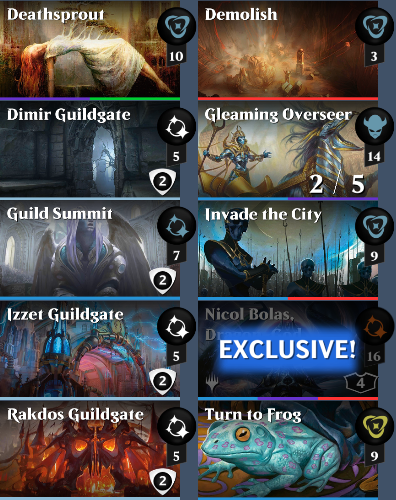 Deathsprout
10
Demolish
3
Dimir Guildgate
5
2
Gleaming Overseer
14
2 / 5
Guild Summit
7
2
Invade the City
9
Izzet Guildgate
5
2
Nicol Bolas,
EXCLUSIVE!
16
4
Rakdos Guildgate
5
2
Turn to Frog
9